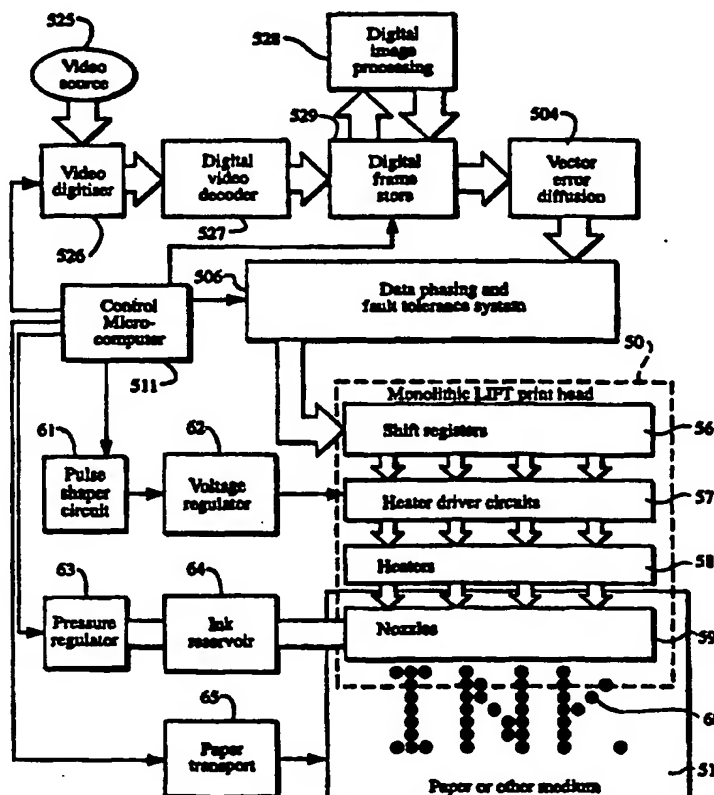 525
Video
source
528
Digital
image
processing
529
504
Video
digitiser
526
Digital
video
decoder
527
Digital
frame
store
Vector
error
diffusion
506
Data phasing and
fault tolerance system
Control
Micro-
computer
511
50
Monolithic LIFT print head
Shift registers
56
61
Pulse
shaper
circuit
62
Voltage
regulator
Heater driver circuits
57
Heaters
58
63
Pressure
regulator
64
Ink
reservoir
Nozzles
59
INK
65
Paper
transport
51
Paper or other medium